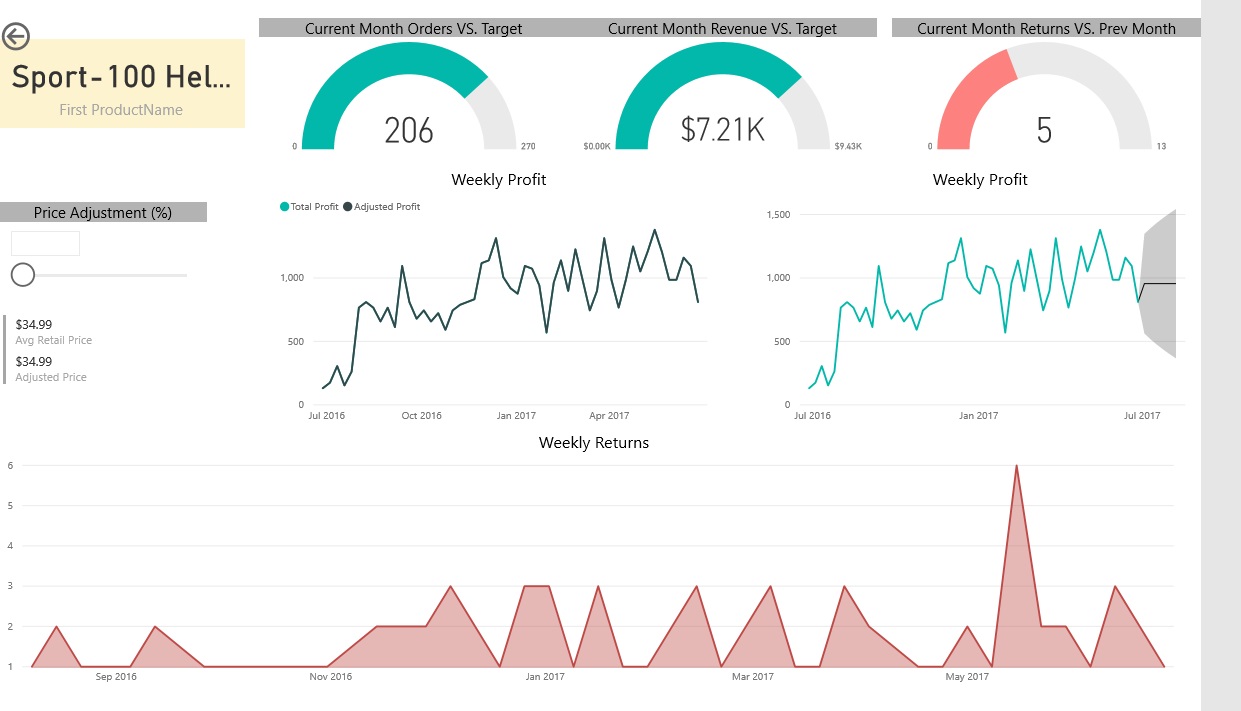 Current Month Orders VS. Target
Current Month Revenue VS. Target
Current Month Returns VS. Prev Month
Sport-100 Hel...
First ProductName
206
0
270
$7.21K
$0.00K
$9.43K
5
0
13
Price Adjustment (%)
$34.99
Avg Retail Price
$34.99
Adjusted Price
Weekly Profit
Total Profit
Adjusted Profit
1,000
500
0
Jul 2016
Oct 2016
Jan 2017
Apr 2017
Weekly Profit
1,500
1,000
500
0
Jul 2016
Jan 2017
Jul 2017
Weekly Returns
6
5
4
3
2
1
Sep 2016
Nov 2016
Jan 2017
Mar 2017
May 2017